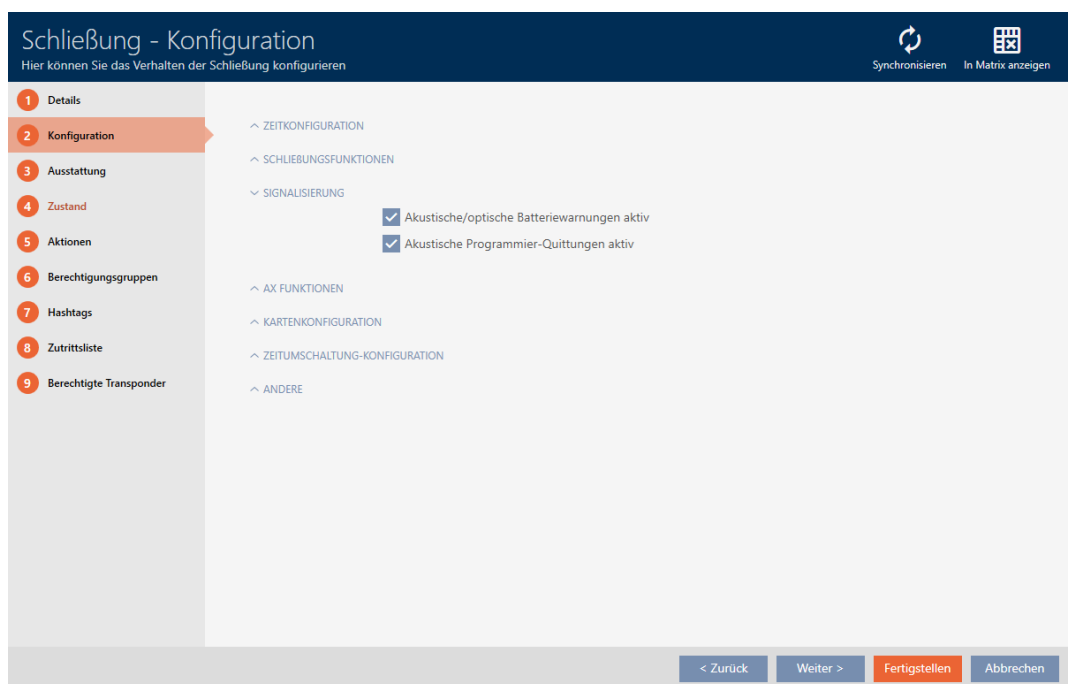 Schließung - Konfiguration
Hier können Sie das Verhalten der Schließung konfigurieren
Synchronisieren
In Matrix anzeigen
1 Details
2 Konfiguration
3 Ausstattung
4 Zustand
5 Aktionen
6 Berechtigungsgruppen
7 Hashtags
8 Zutrittsliste
9 Berechtigte Transponder
ZEITKONFIGURATION
SCHLIEßUNGSFUNKTIONEN
SIGNALISIERUNG
Akustische/optische Batteriewarnungen aktiv
Akustische Programmier-Quittungen aktiv
AX FUNKTIONEN
KARTENKONFIGURATION
ZEITUMSCHALTUNG-KONFIGURATION
ANDERE
< Zurück
Weiter >
Fertigstellen
Abbrechen